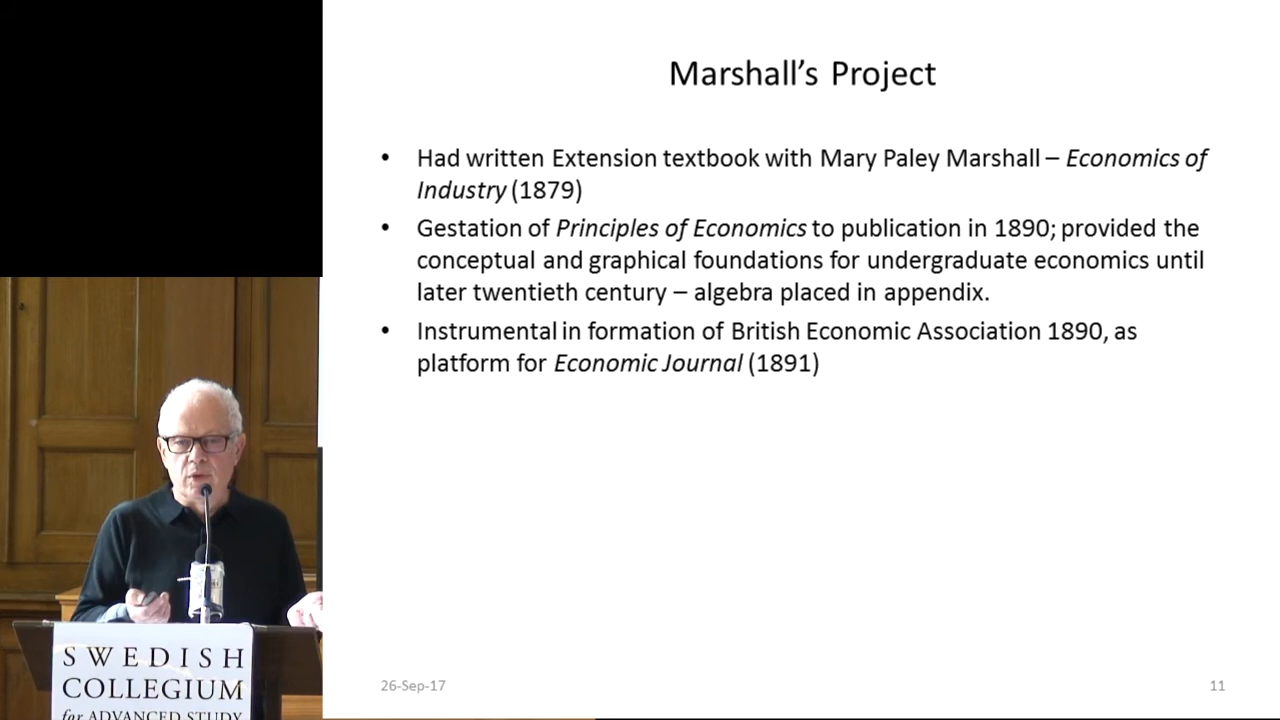 Marshall's Project
• Had written Extension textbook with Mary Paley Marshall – Economics of
Industry (1879)
• Gestation of Principles of Economics to publication in 1890; provided the
conceptual and graphical foundations for undergraduate economics until
later twentieth century – algebra placed in appendix.
• Instrumental in formation of British Economic Association 1890, as
platform for Economic Journal (1891)
26-Sep-17
11
SWEDISH
COLLEGIUM
for ADVANCED STUDY